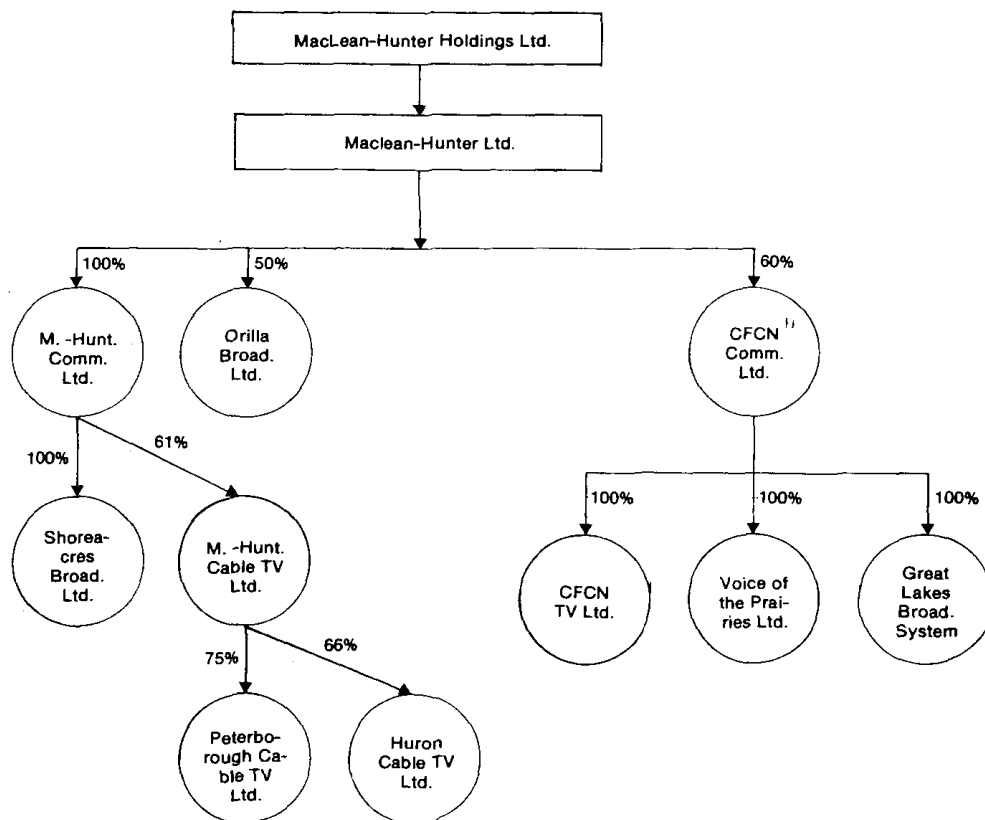 MacLean-Hunter Holdings Ltd.
Maclean-Hunter Ltd.
100%
50%
60%
M. -Hunt.
Comm.
Ltd.
Orilla
Broad.
Ltd.
CFCN
Comm.
Ltd.
100%
61%
100%
100%
100%
Shorea-
cres
Broad.
Ltd.
M. -Hunt.
Cable TV
Ltd.
CFCN
TV Ltd.
Voice of
the Prai-
ries Ltd.
Great
Lakes
Broad.
System
75%
66%
Peterbo-
rough Ca-
ble TV
Ltd.
Huron
Cable TV
Ltd.